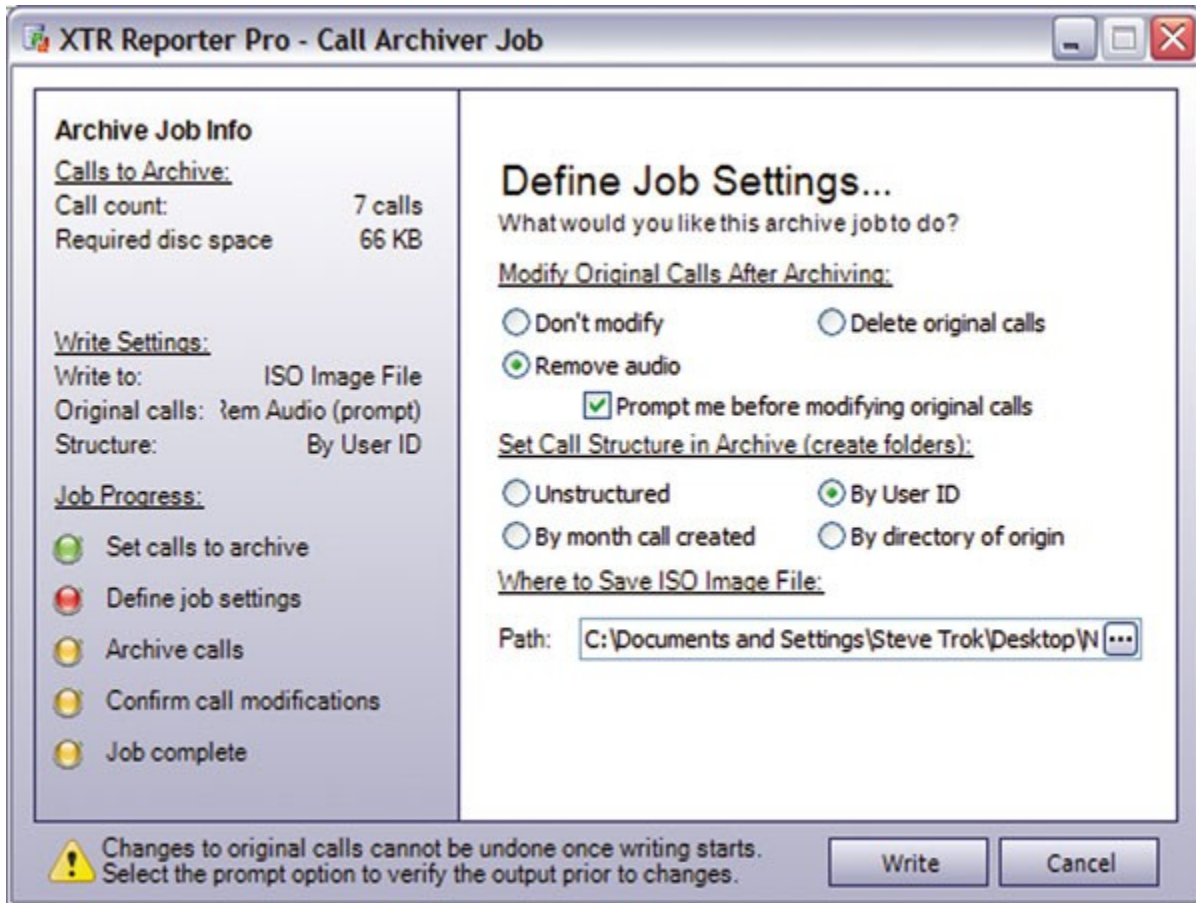 XTR Reporter Pro - Call Archiver Job
Archive Job Info
Calls to Archive:
Call count: 7 calls
Required disc space 66 KB
Write Settings:
Write to: ISO Image File
Original calls: Rem Audio (prompt)
Structure: By User ID
Job Progress:
Set calls to archive
Define job settings
Archive calls
Confirm call modifications
Job complete
Define Job Settings...
What would you like this archive job to do?
Modify Original Calls After Archiving:
Don't modify Delete original calls
Remove audio
Prompt me before modifying original calls
Set Call Structure in Archive (create folders):
Unstructured By User ID
By month call created By directory of origin
Where to Save ISO Image File:
Path: C:\Documents and Settings\Steve Trok\Desktop\N ...
Changes to original calls cannot be undone once writing starts.
Select the prompt option to verify the output prior to changes.
Write Cancel